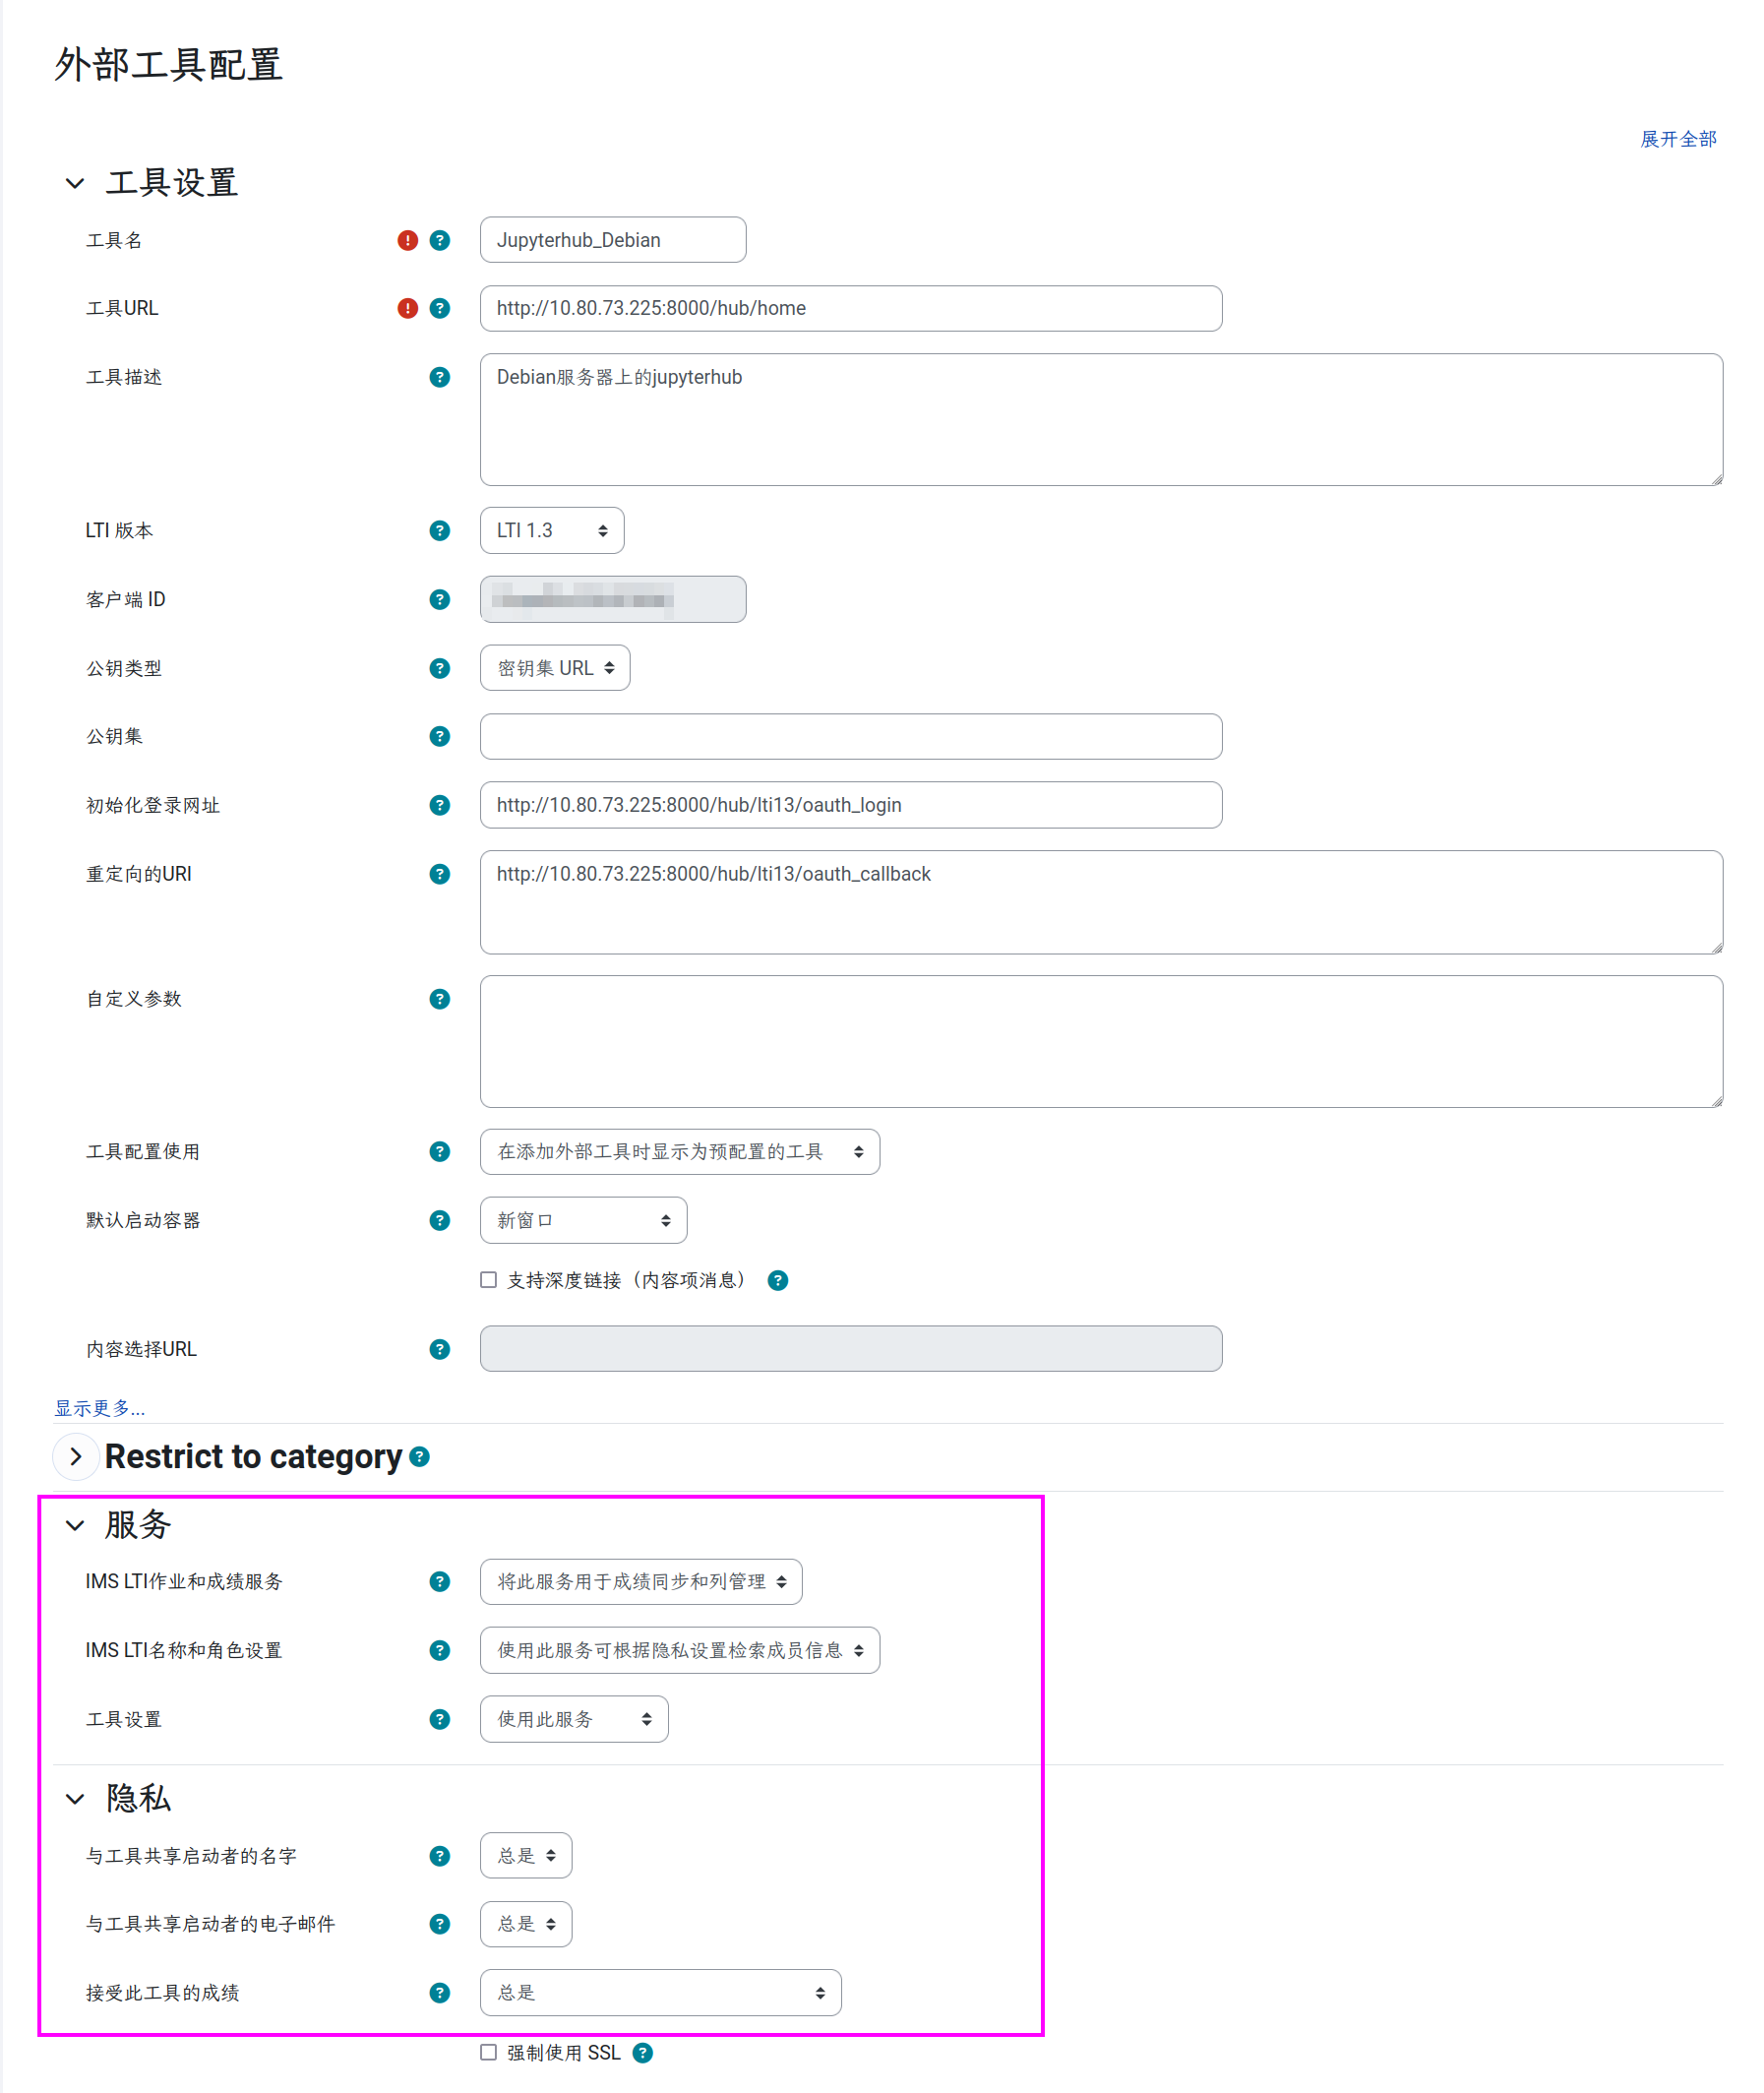 外部工具配置
展开全部
工具设置
工具名
Jupyterhub_Debian
工具URL
http://10.80.73.225:8000/hub/home
工具描述
Debian服务器上的jupyterhub
LTI 版本
LTI 1.3
客户端 ID
公钥类型
密钥集 URL
公钥集
初始化登录网址
http://10.80.73.225:8000/hub/lti13/oauth_login
重定向的URI
http://10.80.73.225:8000/hub/lti13/oauth_callback
自定义参数
工具配置使用
在添加外部工具时显示为预配置的工具
默认启动容器
新窗口
支持深度链接（内容项消息）
内容选择URL
显示更多...
Restrict to category
服务
IMS LTI作业和成绩服务
将此服务用于成绩同步和列管理
IMS LTI名称和角色设置
使用此服务可根据隐私设置检索成员信息
工具设置
使用此服务
隐私
与工具共享启动者的名字
总是
与工具共享启动者的电子邮件
总是
接受此工具的成绩
总是
强制使用 SSL